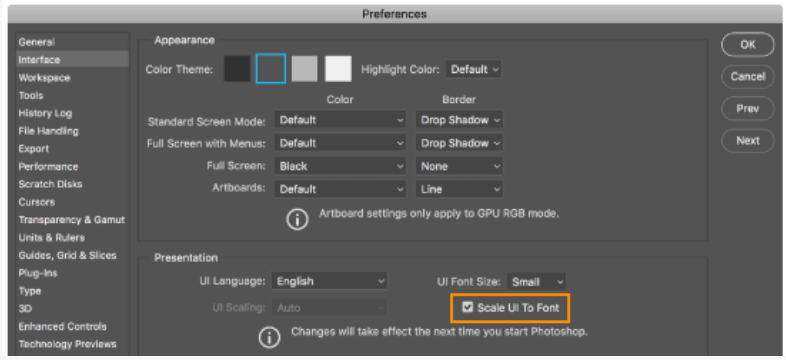 Preferences
General
Interface
Workspace
Tools
History Log
File Handling
Export
Performance
Scratch Disks
Cursors
Transparency & Gamut
Units & Rulers
Guides, Grid & Slices
Plug-Ins
Type
3D
Enhanced Controls
Technology Previews
Appearance
Color Theme: Highlight Color: Default
Color Border
Standard Screen Mode: Default Drop Shadow
Full Screen with Menus: Default Drop Shadow
Full Screen: Black None
Artboards: Default Line
Artboard settings only apply to GPU RGB mode.
Presentation
UI Language: English UI Font Size: Small
UI Scaling: Auto Scale UI To Font
Changes will take effect the next time you start Photoshop.
OK
Cancel
Prev
Next